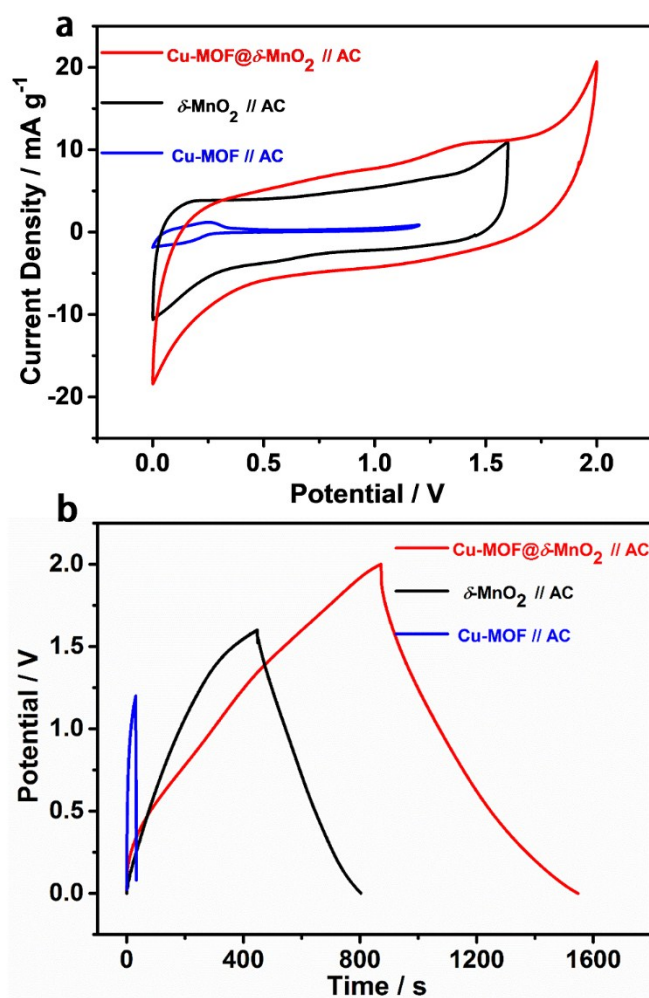 a
Cu-MOF@δ-MnO2 // AC
δ-MnO2 // AC
Cu-MOF // AC
20
10
0
-10
-20
Current Density / mA g-1
0.0 0.5 1.0 1.5 2.0
Potential / V
b
Cu-MOF@δ-MnO2 // AC
δ-MnO2 // AC
Cu-MOF // AC
2.0
1.5
1.0
0.5
0.0
Potential / V
0 400 800 1200 1600
Time / s